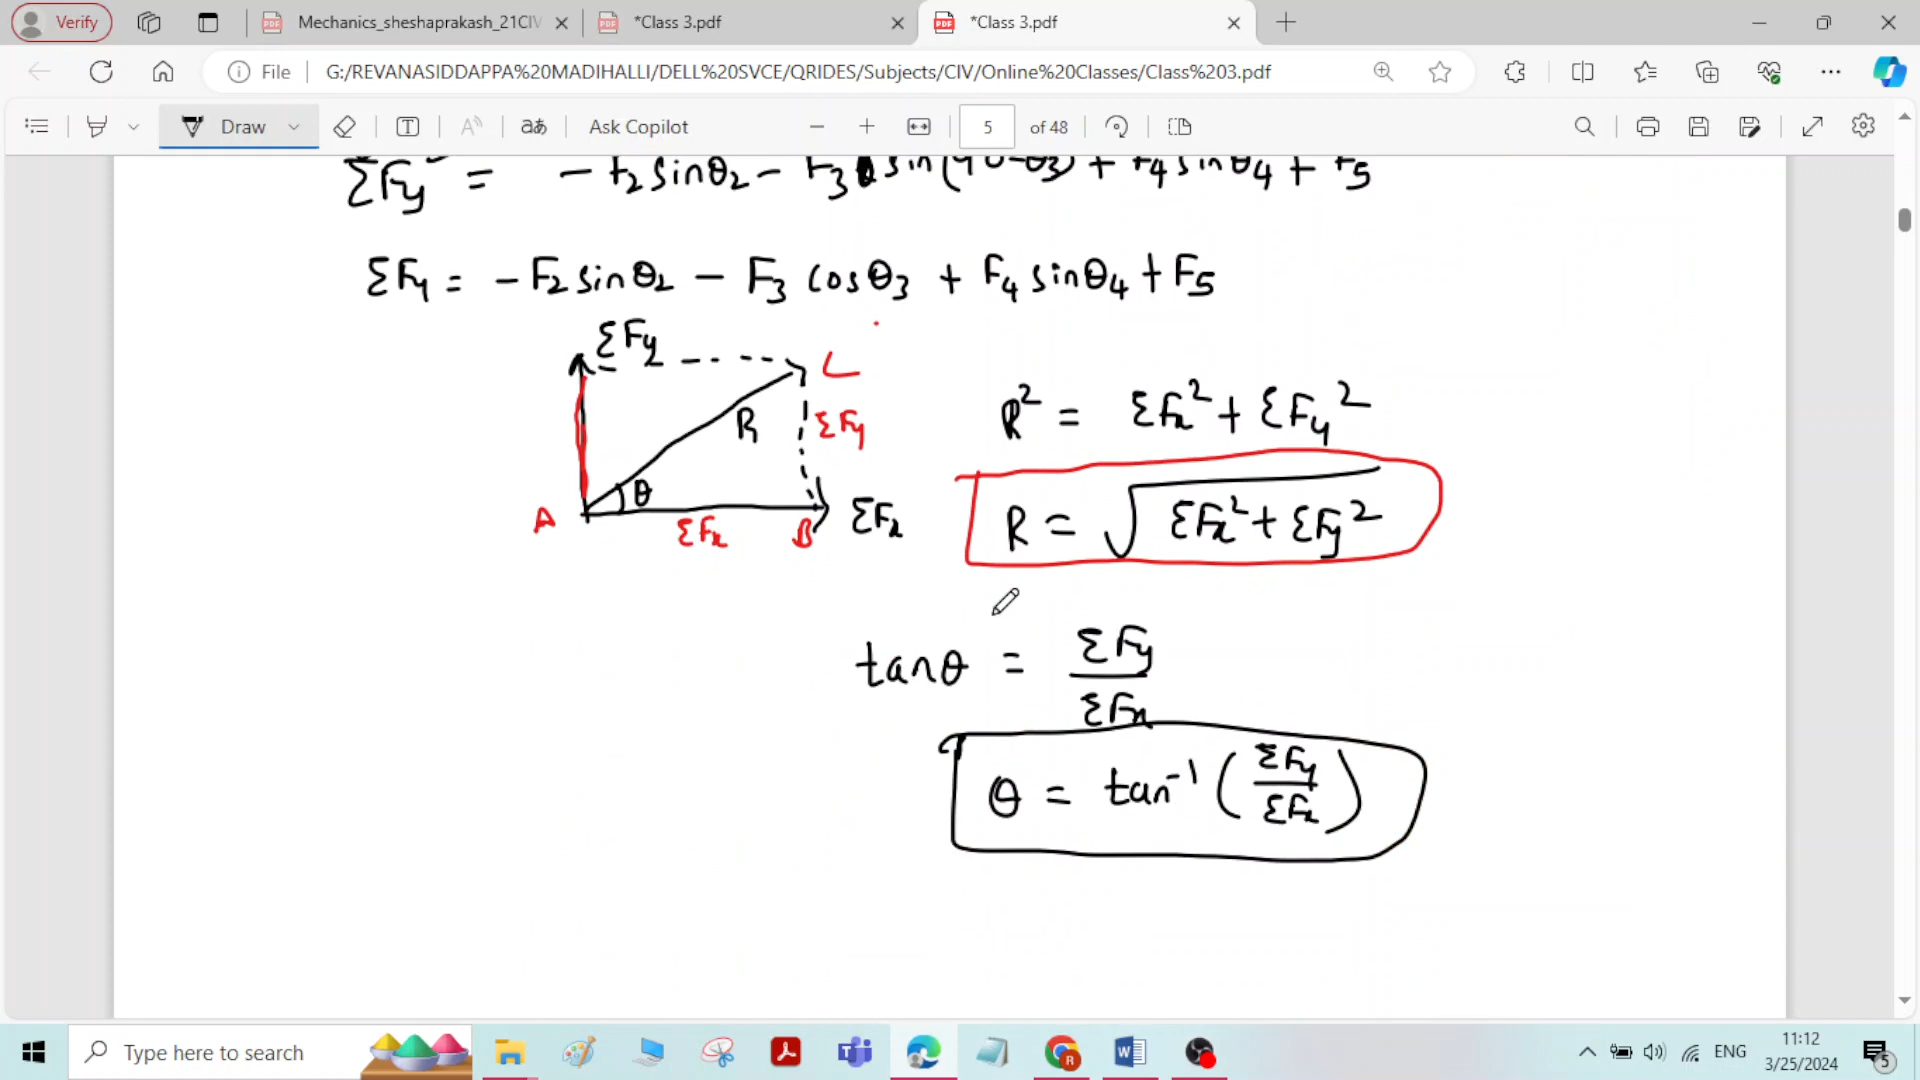 Verify
Mechanics_sheshaprakash_21CIV
*Class 3.pdf
*Class 3.pdf
File
G:/REVANASIDDAPPA%20MADIHALLI/DELL%20SVCE/QRIDES/Subjects/CIV/Online%20Classes/Class%203.pdf
Draw
aあ
Ask Copilot
5 of 48
ΣFy = - F2 sinθ2 - F3 sin(90-θ3) + F4 sinθ4 + F5
ΣFy = - F2 sinθ2 - F3 cosθ3 + F4 sinθ4 + F5
ΣFy
C
R
ΣFy
θ
A
ΣFx
B
ΣFx
R² = ΣFx² + ΣFy²
R = √ΣFx² + ΣFy²
tanθ = ΣFy
ΣFx
θ = tan⁻¹ (ΣFy
ΣFx)
Type here to search
ENG
11:12
3/25/2024
5